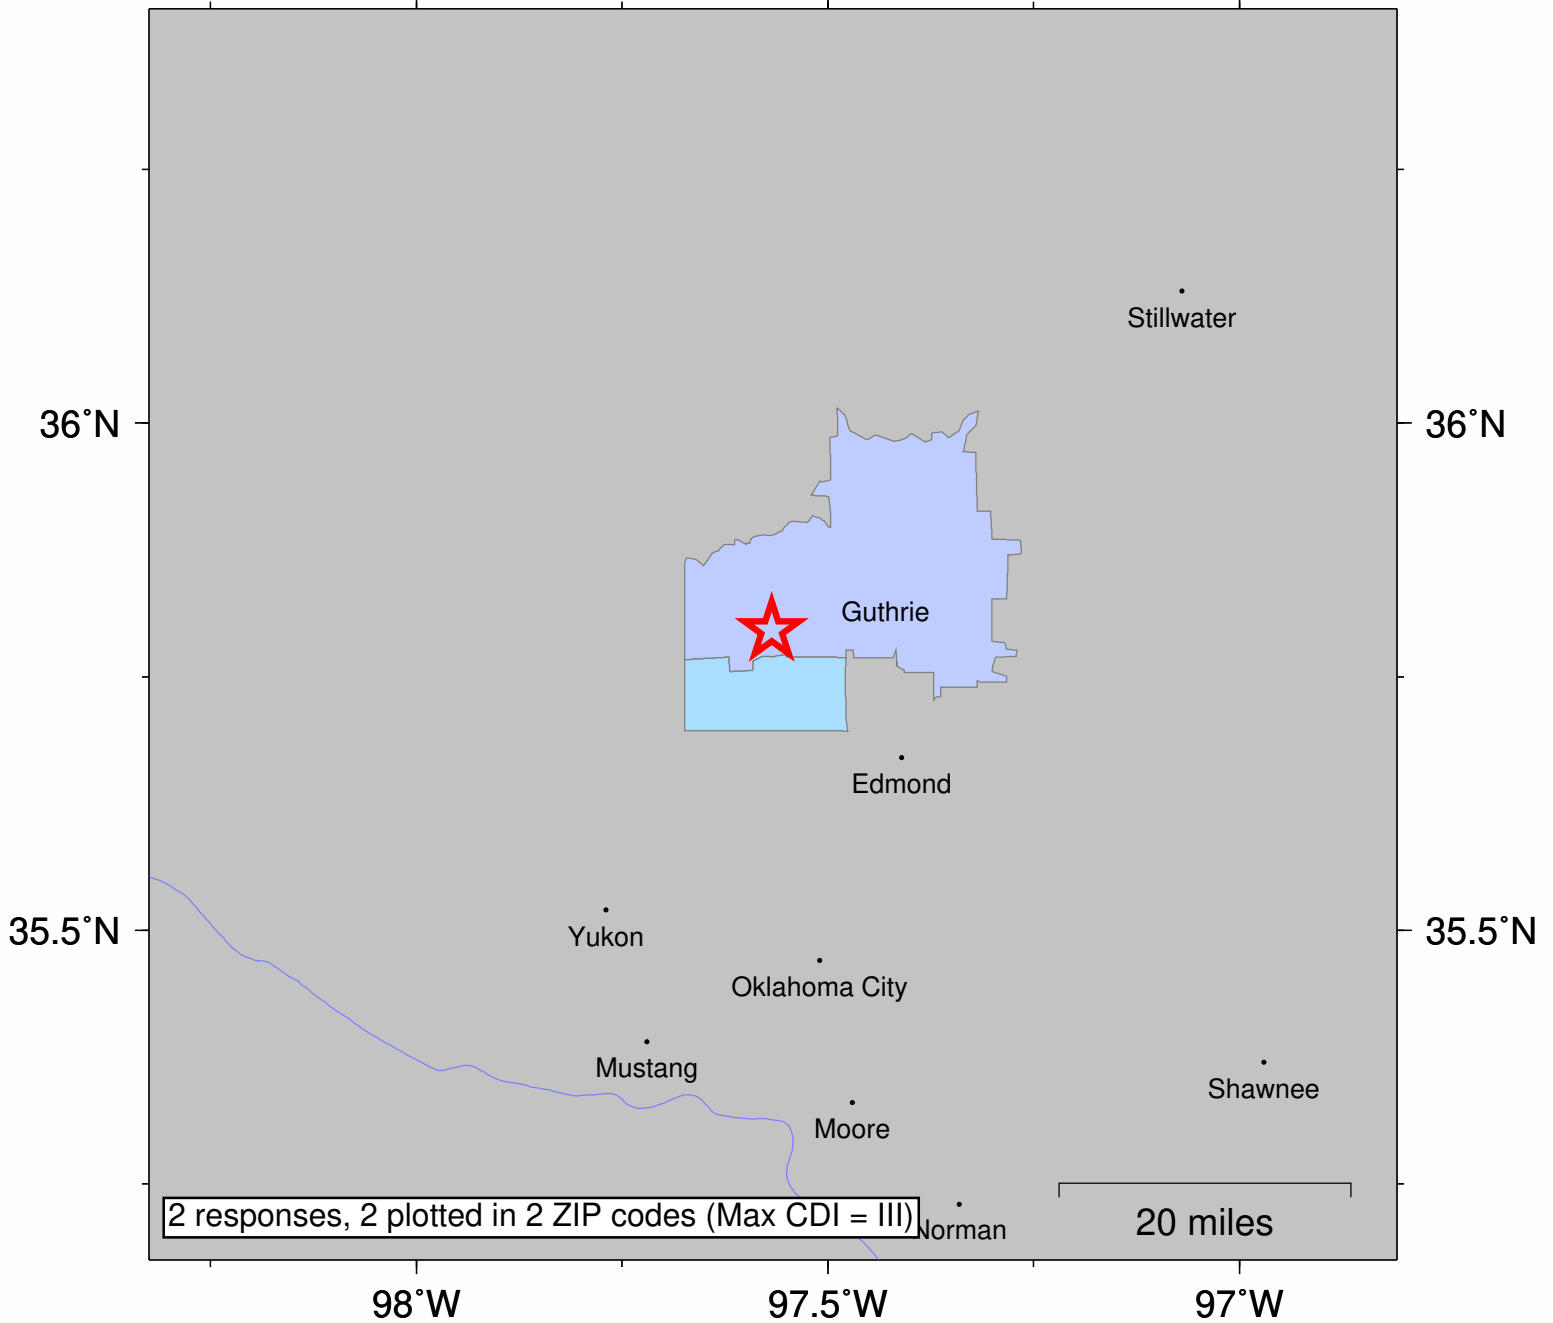 Stillwater
36°N
36°N
Guthrie
Edmond
35.5°N
35.5°N
Yukon
Oklahoma City
Mustang
Shawnee
Moore
2 responses, 2 plotted in 2 ZIP codes (Max CDI = III)
Norman
20 miles
98°W
97.5°W
97°W